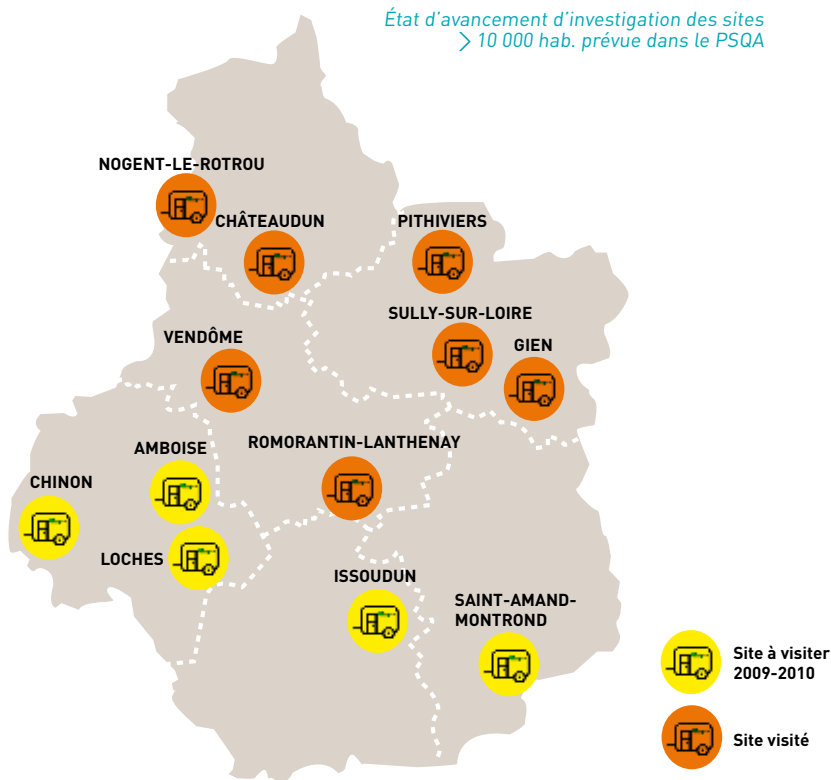 État d’avancement d’investigation des sites
> 10 000 hab. prévue dans le PSQA
NOGENT-LE-ROTROU
CHÂTEAUDUN
PITHIVIERS
SULLY-SUR-LOIRE
VENDÔME
GIEN
AMBOISE
ROMORANTIN-LANTHENAY
CHINON
LOCHES
ISSOUDUN
SAINT-AMAND-
MONTROND
Site à visiter
2009-2010
Site visité